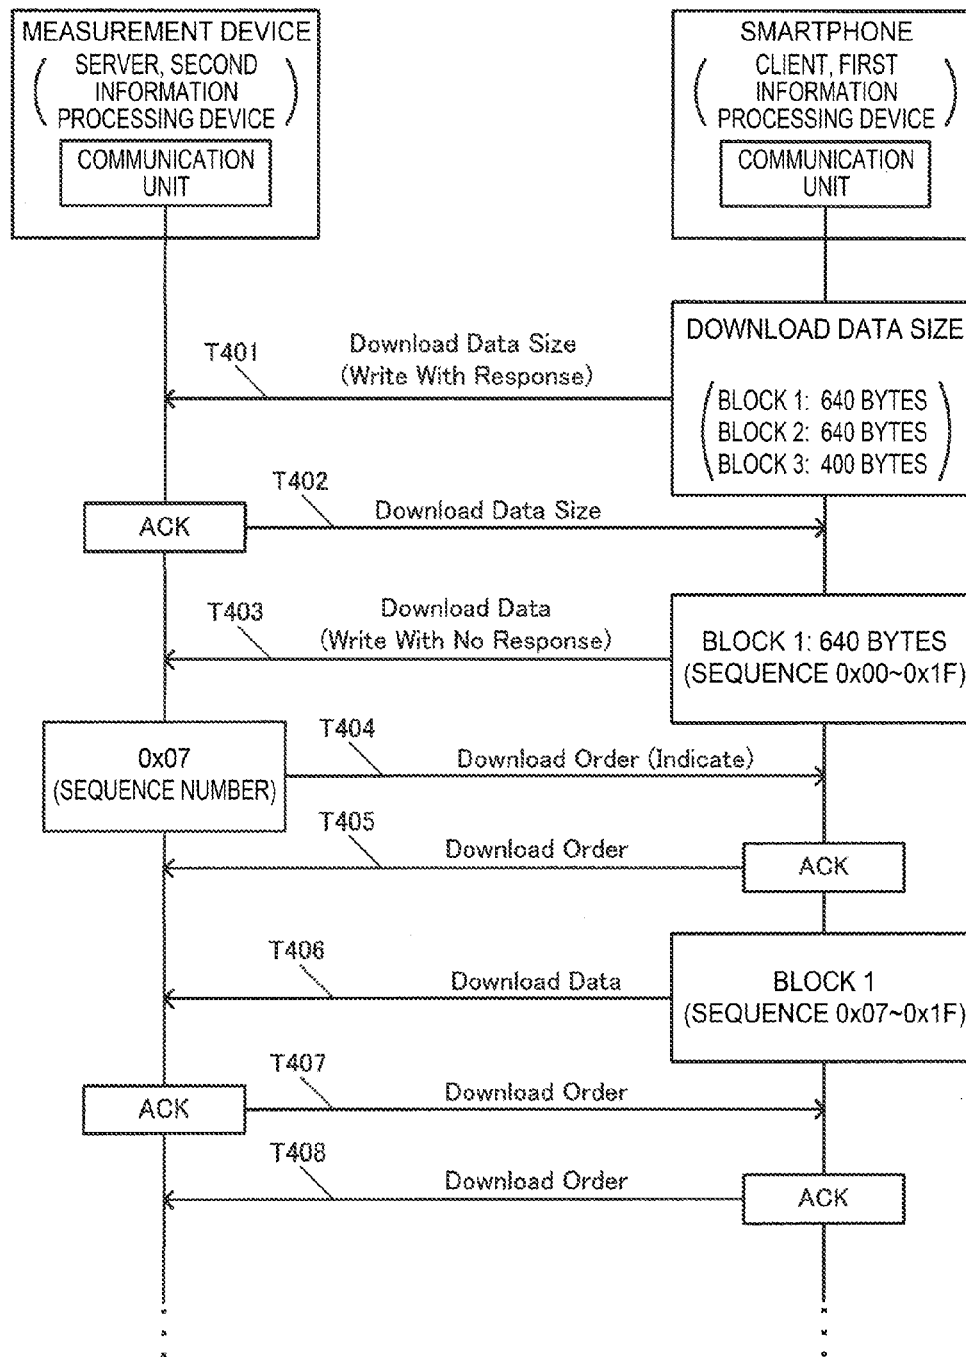 MEASUREMENT DEVICE
(SERVER, SECOND
INFORMATION
PROCESSING DEVICE)
COMMUNICATION
UNIT
SMARTPHONE
(CLIENT, FIRST
INFORMATION
PROCESSING DEVICE)
COMMUNICATION
UNIT
T401
Download Data Size
(Write With Response)
DOWNLOAD DATA SIZE
(BLOCK 1: 640 BYTES
BLOCK 2: 640 BYTES
BLOCK 3: 400 BYTES)
T402
ACK
Download Data Size
T403
Download Data
(Write With No Response)
BLOCK 1: 640 BYTES
(SEQUENCE 0x00~0x1F)
T404
0x07
(SEQUENCE NUMBER)
Download Order (Indicate)
T405
Download Order
ACK
T406
Download Data
BLOCK 1
(SEQUENCE 0x07~0x1F)
T407
ACK
Download Order
T408
Download Order
ACK